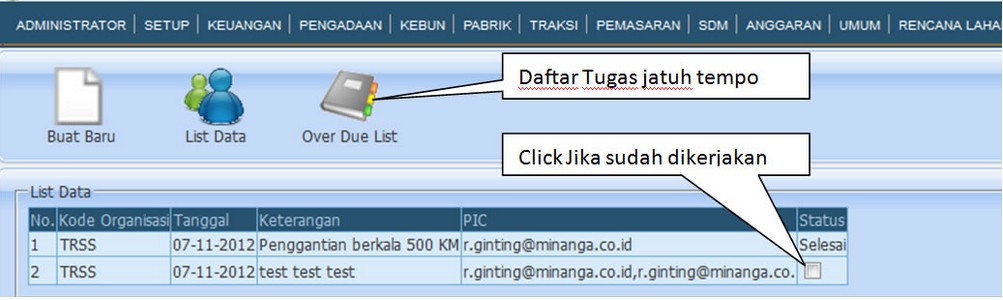 ADMINISTRATOR | SETUP | KEUANGAN | PENGADAAN | KEBUN | PABRIK | TRAKSI | PEMASARAN | SDM | ANGGARAN | UMUM | RENCANA LAHA
Daftar Tugas jatuh tempo
Buat Baru List Data Over Due List
Click Jika sudah dikerjakan
List Data
No. Kode Organisasi Tanggal Keterangan PIC Status
1 TRSS 07-11-2012 Penggantian berkala 500 KM r.ginting@minanga.co.id Selesai
2 TRSS 07-11-2012 test test test r.ginting@minanga.co.id,r.ginting@minanga.co.